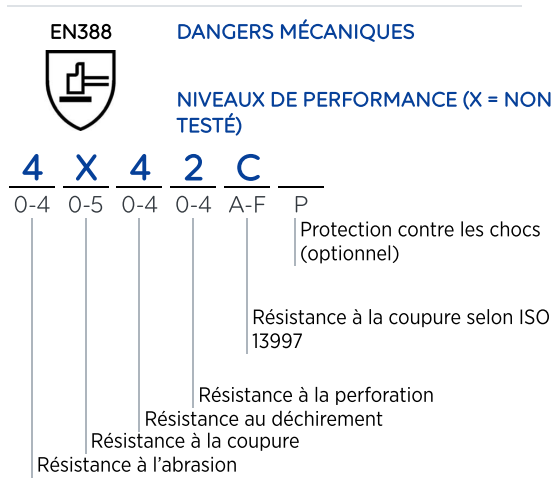 EN388
DANGERS MÉCANIQUES
NIVEAUX DE PERFORMANCE (X = NON
TESTÉ)
4 X 4 2 C
0-4 0-5 0-4 0-4 A-F P
Protection contre les chocs
(optionnel)
Résistance à la coupure selon ISO
13997
Résistance à la perforation
Résistance au déchirement
Résistance à la coupure
Résistance à l’abrasion